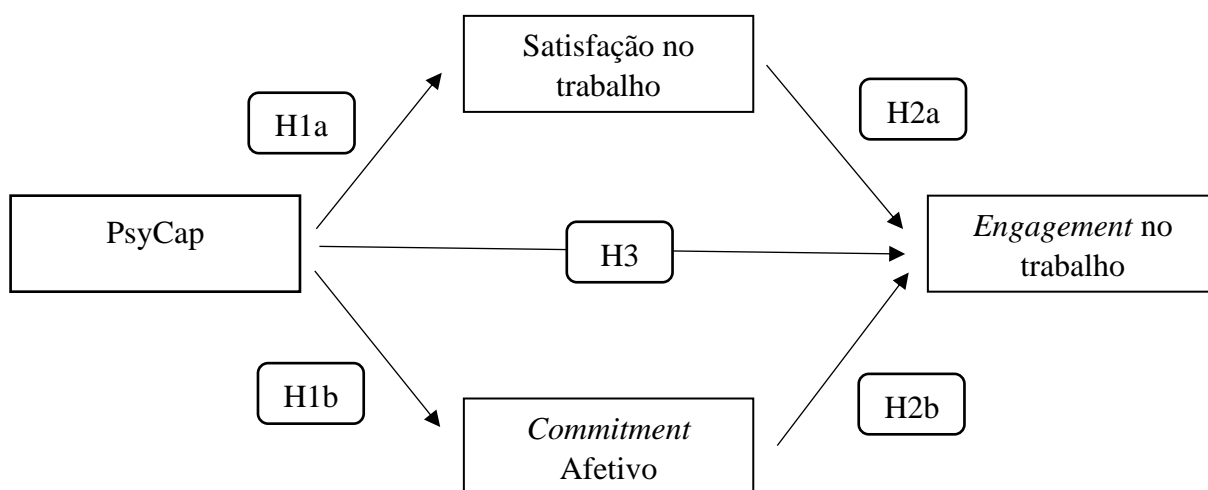 Satisfação no
trabalho
H1a
H2a
PsyCap
H3
Engagement no
trabalho
H1b
H2b
Commitment
Afetivo